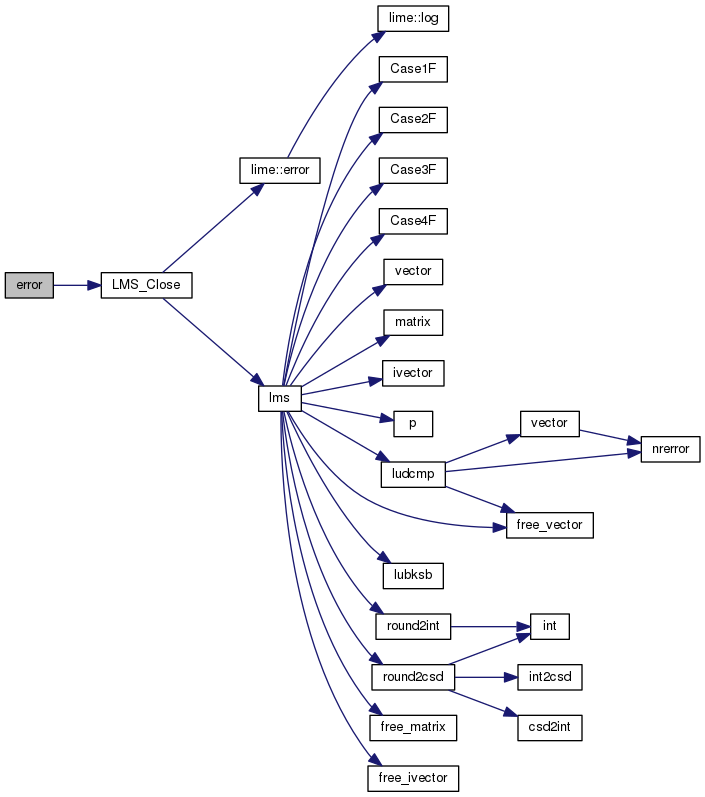 lime::log
Case1F
Case2F
lime::error
Case3F
Case4F
vector
error
LMS_Close
matrix
ivector
lms
p
vector
nrerror
ludcmp
free_vector
lubksb
round2int
int
round2csd
int2csd
free_matrix
csd2int
free_ivector